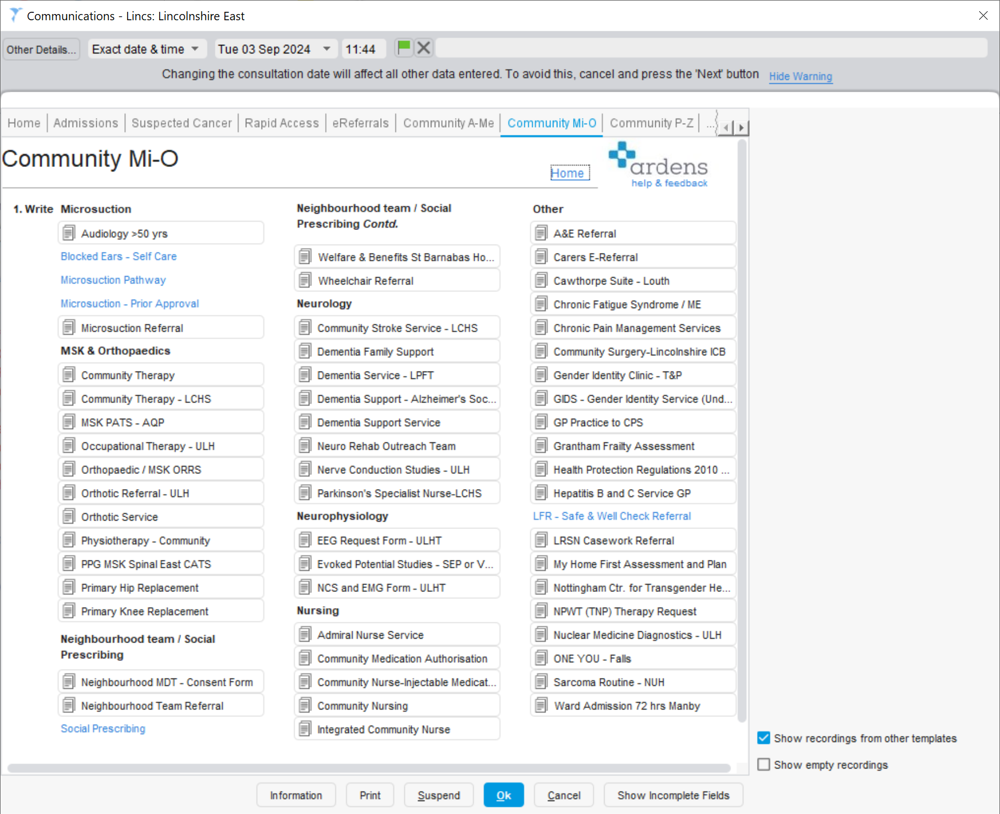 Communications - Lincs: Lincolnshire East
Other Details... Exact date & time Tue 03 Sep 2024 11:44
Changing the consultation date will affect all other data entered. To avoid this, cancel and press the 'Next' button Hide Warning
Home Admissions Suspected Cancer Rapid Access eReferrals Community A-Me Community Mi-O Community P-Z ...
Community Mi-O
Home
ardens
help & feedback
1. Write
Microsuction
Audiology >50 yrs
Blocked Ears - Self Care
Microsuction Pathway
Microsuction - Prior Approval
Microsuction Referral
MSK & Orthopaedics
Community Therapy
Community Therapy - LCHS
MSK PATS - AQP
Occupational Therapy - ULH
Orthopaedic / MSK ORRS
Orthotic Referral - ULH
Orthotic Service
Physiotherapy - Community
PPG MSK Spinal East CATS
Primary Hip Replacement
Primary Knee Replacement
Neighbourhood team / Social
Prescribing
Neighbourhood MDT - Consent Form
Neighbourhood Team Referral
Social Prescribing
Neighbourhood team / Social
Prescribing Contd.
Welfare & Benefits St Barnabas Ho...
Wheelchair Referral
Neurology
Community Stroke Service - LCHS
Dementia Family Support
Dementia Service - LPFT
Dementia Support - Alzheimer's Soc...
Dementia Support Service
Neuro Rehab Outreach Team
Nerve Conduction Studies - ULH
Parkinson's Specialist Nurse-LCHS
Neurophysiology
EEG Request Form - ULHT
Evoked Potential Studies - SEP or V...
NCS and EMG Form - ULHT
Nursing
Admiral Nurse Service
Community Medication Authorisation
Community Nurse-Injectable Medicat...
Community Nursing
Integrated Community Nurse
Other
A&E Referral
Carers E-Referral
Cawthorpe Suite - Louth
Chronic Fatigue Syndrome / ME
Chronic Pain Management Services
Community Surgery-Lincolnshire ICB
Gender Identity Clinic - T&P
GIDS - Gender Identity Service (Und...
GP Practice to CPS
Grantham Frailty Assessment
Health Protection Regulations 2010 ...
Hepatitis B and C Service GP
LFR - Safe & Well Check Referral
LRSN Casework Referral
My Home First Assessment and Plan
Nottingham Ctr. for Transgender He...
NPWT (TNP) Therapy Request
Nuclear Medicine Diagnostics - ULH
ONE YOU - Falls
Sarcoma Routine - NUH
Ward Admission 72 hrs Manby
Show recordings from other templates
Show empty recordings
Information Print Suspend Ok Cancel Show Incomplete Fields